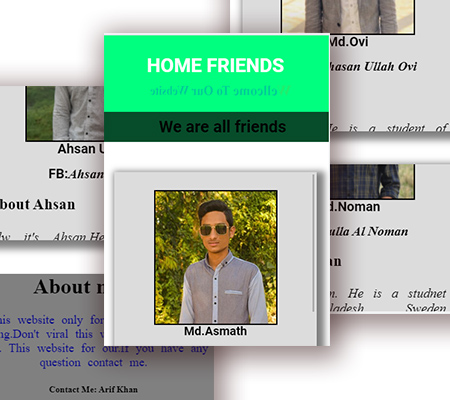 HOME FRIENDS
Wellcome To Our Website
We are all friends
Md.Asmath
Md.Ovi
hasan Ullah Ovi
He is a student of
Ahsan U
FB:Ahsan
bout Ahsan
it's Ahsan.He
d.Noman
ulla Al Noman
an
m. He is a studnet
ladesh, Sweden
About m
his website only for
ng.Don't viral this w
. This website for our.If you have any
question contact me.
Contact Me: Arif Khan